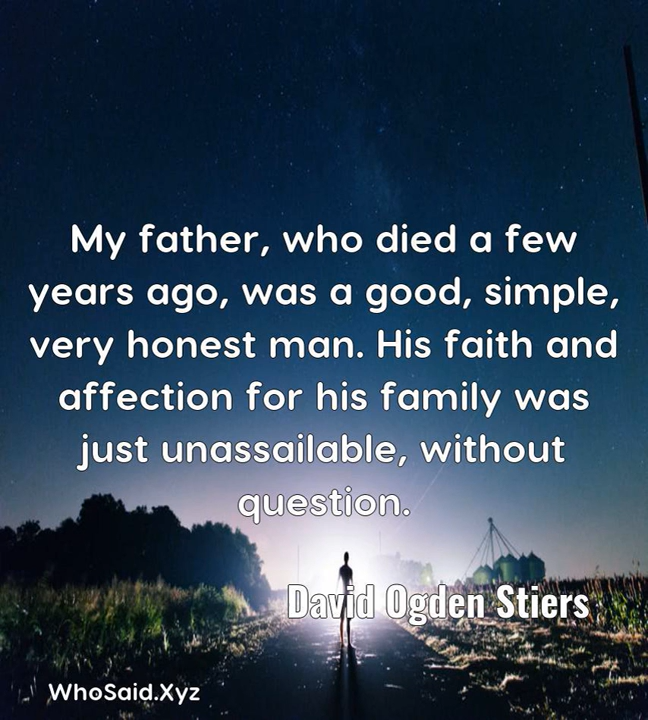 My father, who died a few
years ago, was a good, simple,
very honest man. His faith and
affection for his family was
just unassailable, without
question.
David Ogden Stiers
WhoSaid.Xyz